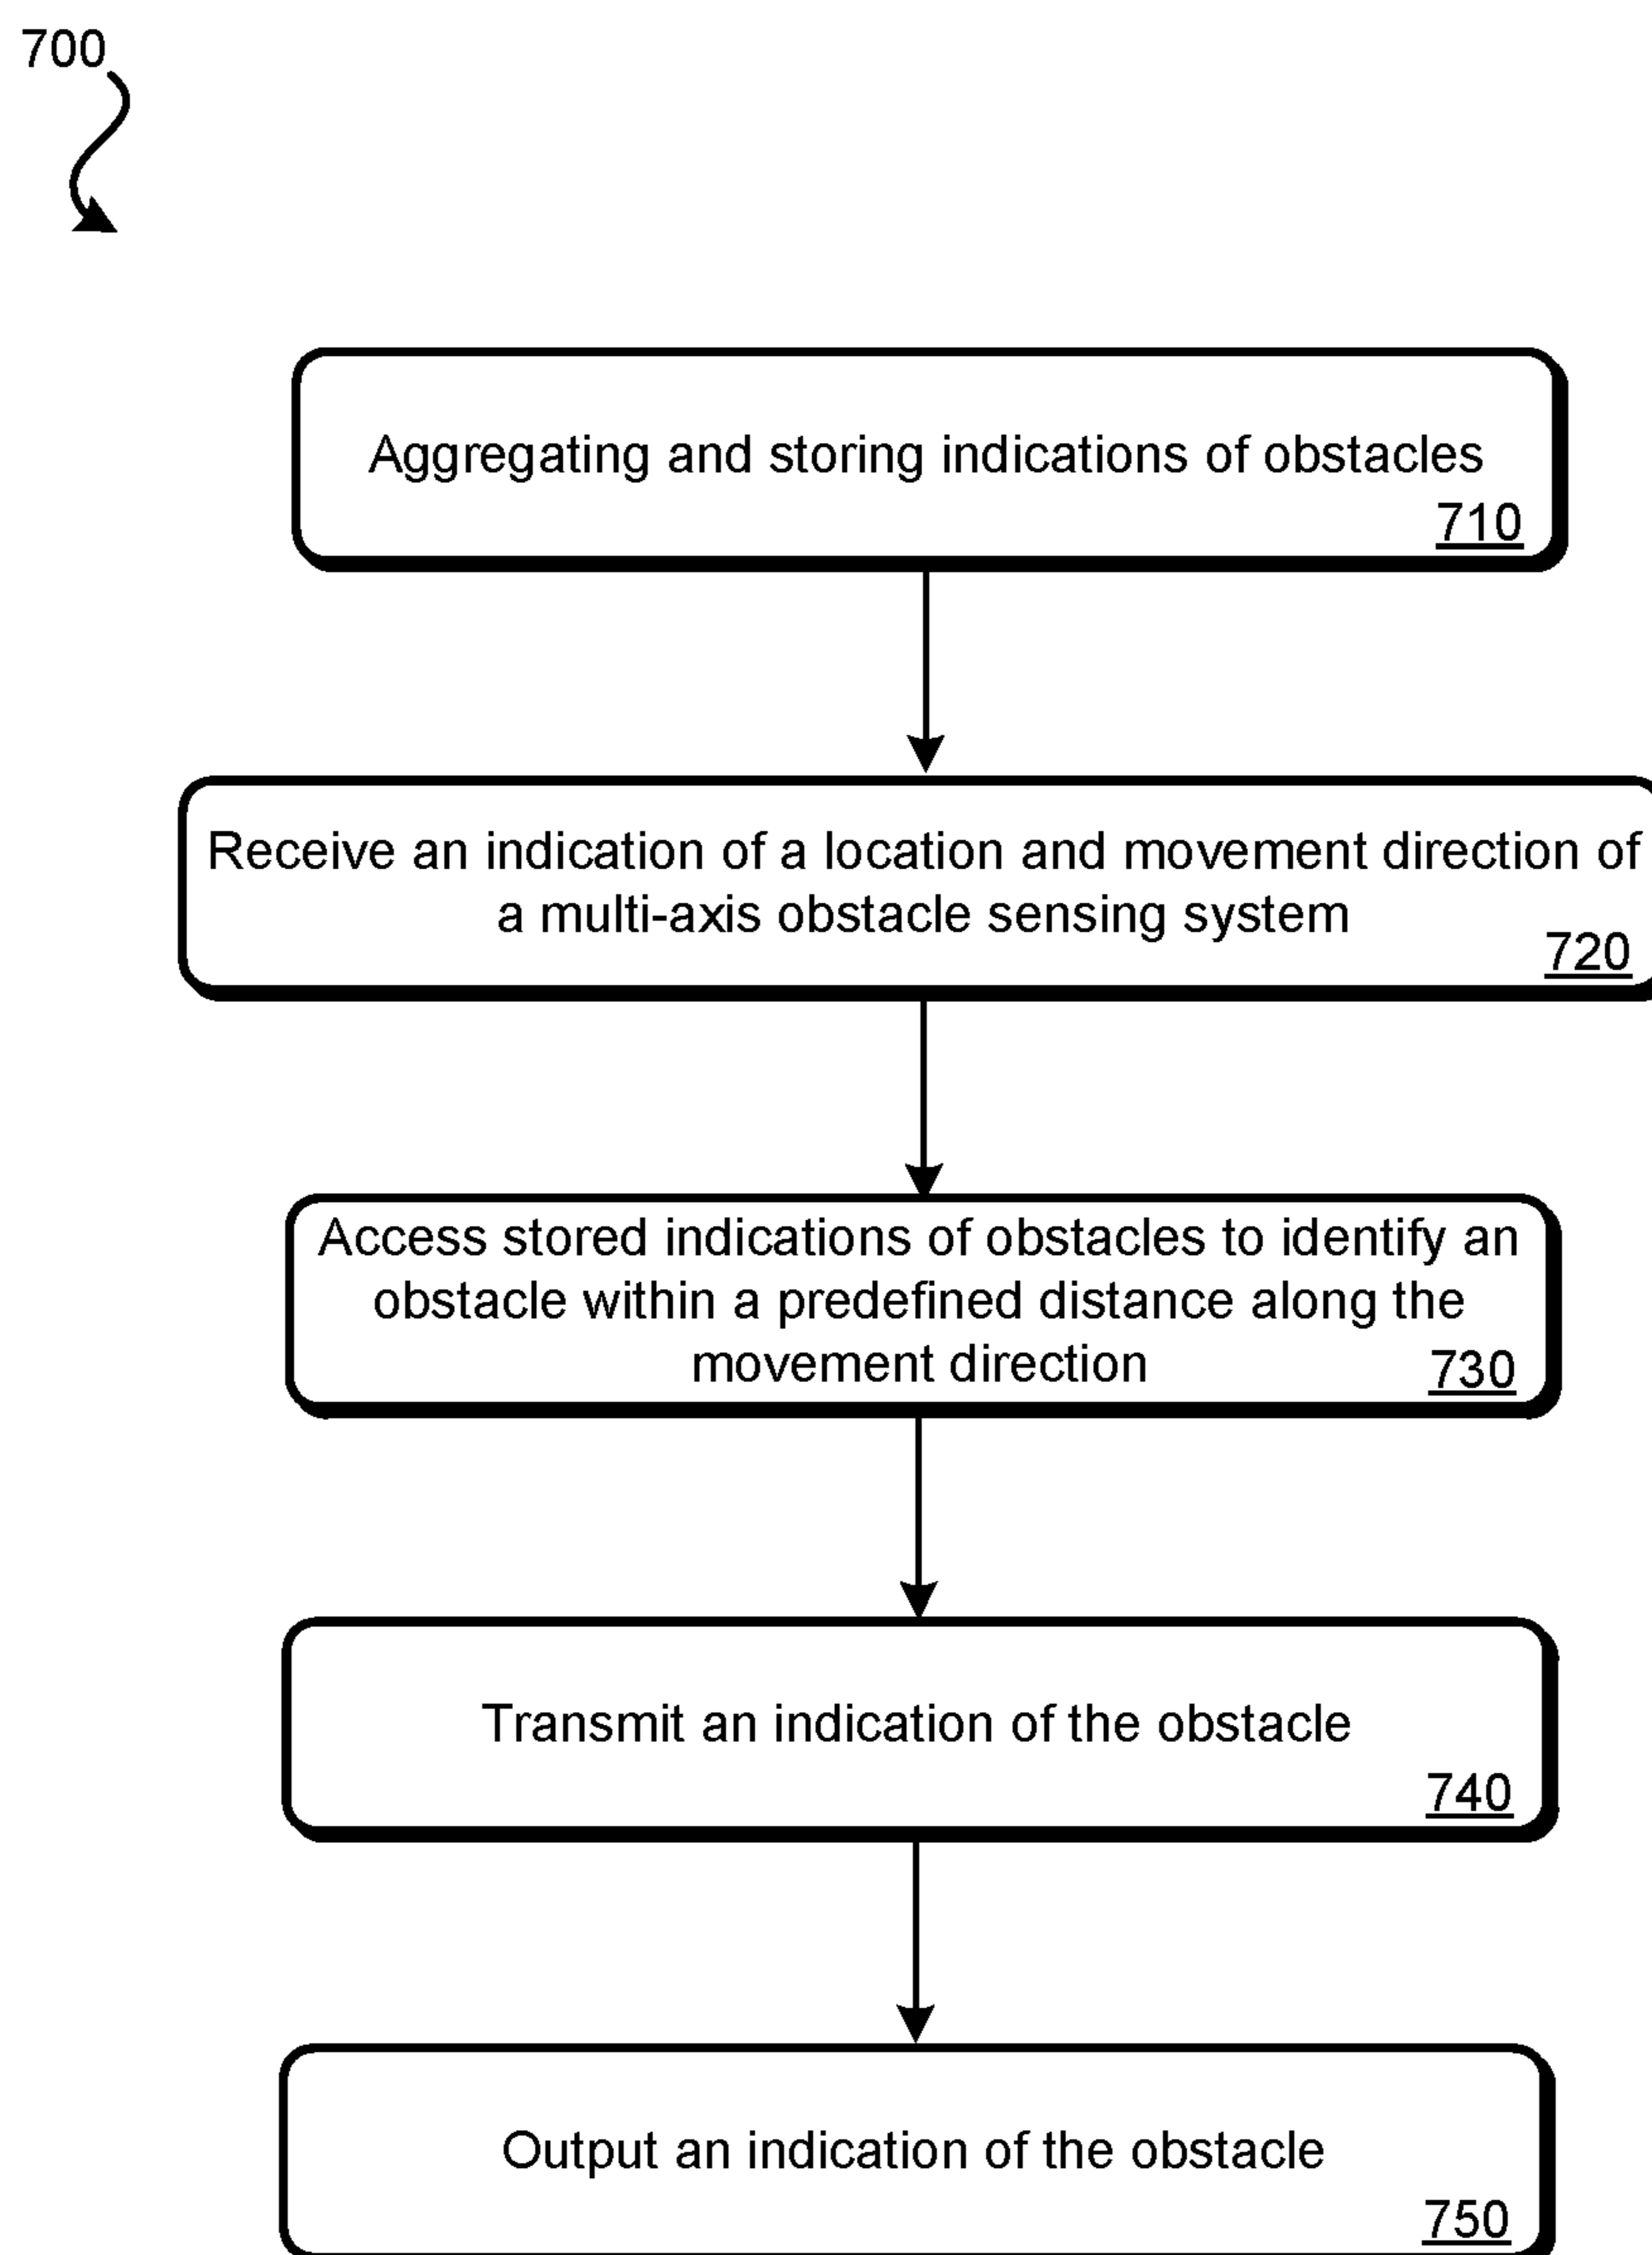 700
Aggregating and storing indications of obstacles
710
Receive an indication of a location and movement direction of
a multi-axis obstacle sensing system
720
Access stored indications of obstacles to identify an
obstacle within a predefined distance along the
movement direction
730
Transmit an indication of the obstacle
740
Output an indication of the obstacle
750